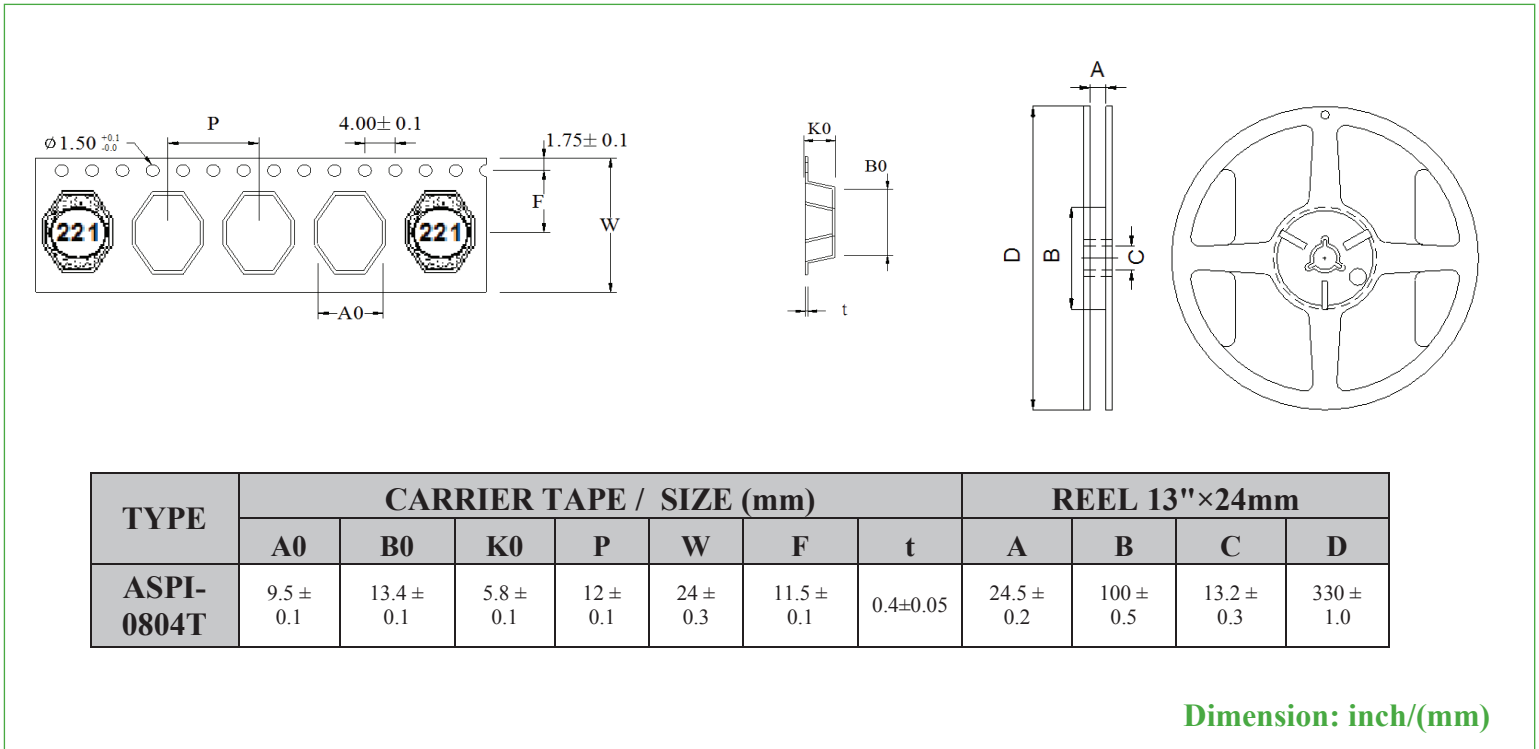 P
4.00± 0.1
1.75± 0.1
Ø1.50 +0.1 -0.0
F
W
221
221
A0
K0
B0
t
A
D
B
C
TYPE
CARRIER TAPE / SIZE (mm)
REEL 13"×24mm
A0 B0 K0 P W F t A B C D
ASPI-0804T
9.5 ± 0.1
13.4 ± 0.1
5.8 ± 0.1
12 ± 0.1
24 ± 0.3
11.5 ± 0.1
0.4±0.05
24.5 ± 0.2
100 ± 0.5
13.2 ± 0.3
330 ± 1.0
Dimension: inch/(mm)